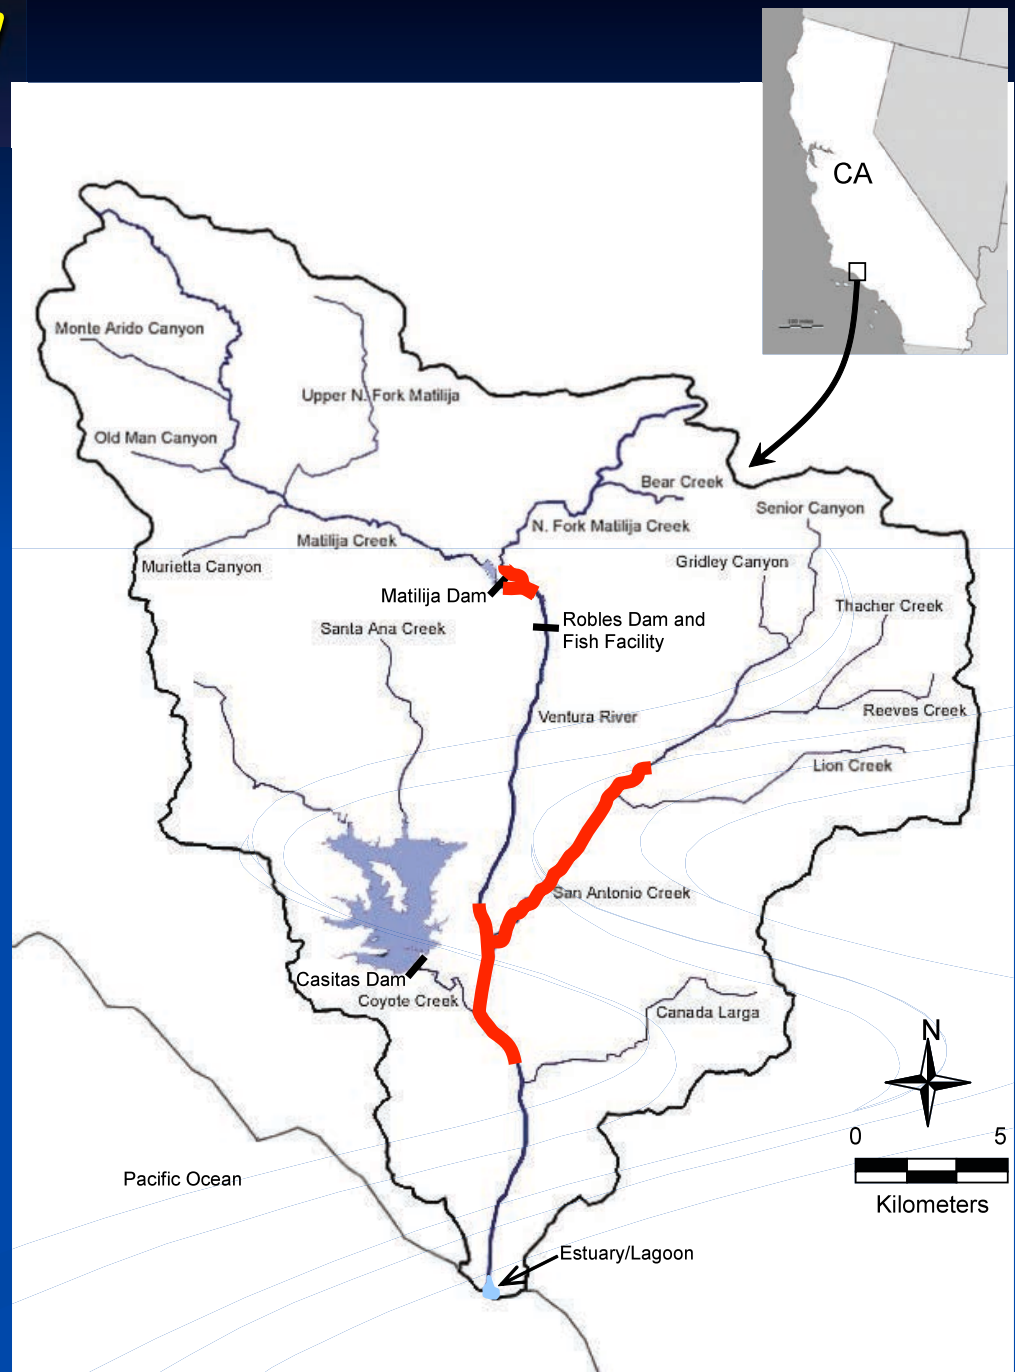 CA
Monte Arido Canyon
Upper N. Fork Matilija
Old Man Canyon
Bear Creek
Senior Canyon
N. Fork Matilija Creek
Matilija Creek
Gridley Canyon
Murietta Canyon
Matilija Dam
Thacher Creek
Santa Ana Creek
Robles Dam and
Fish Facility
Ventura River
Reeves Creek
Lion Creek
San Antonio Creek
Casitas Dam
Coyote Creek
Canada Larga
N
0 5
Kilometers
Pacific Ocean
Estuary/Lagoon